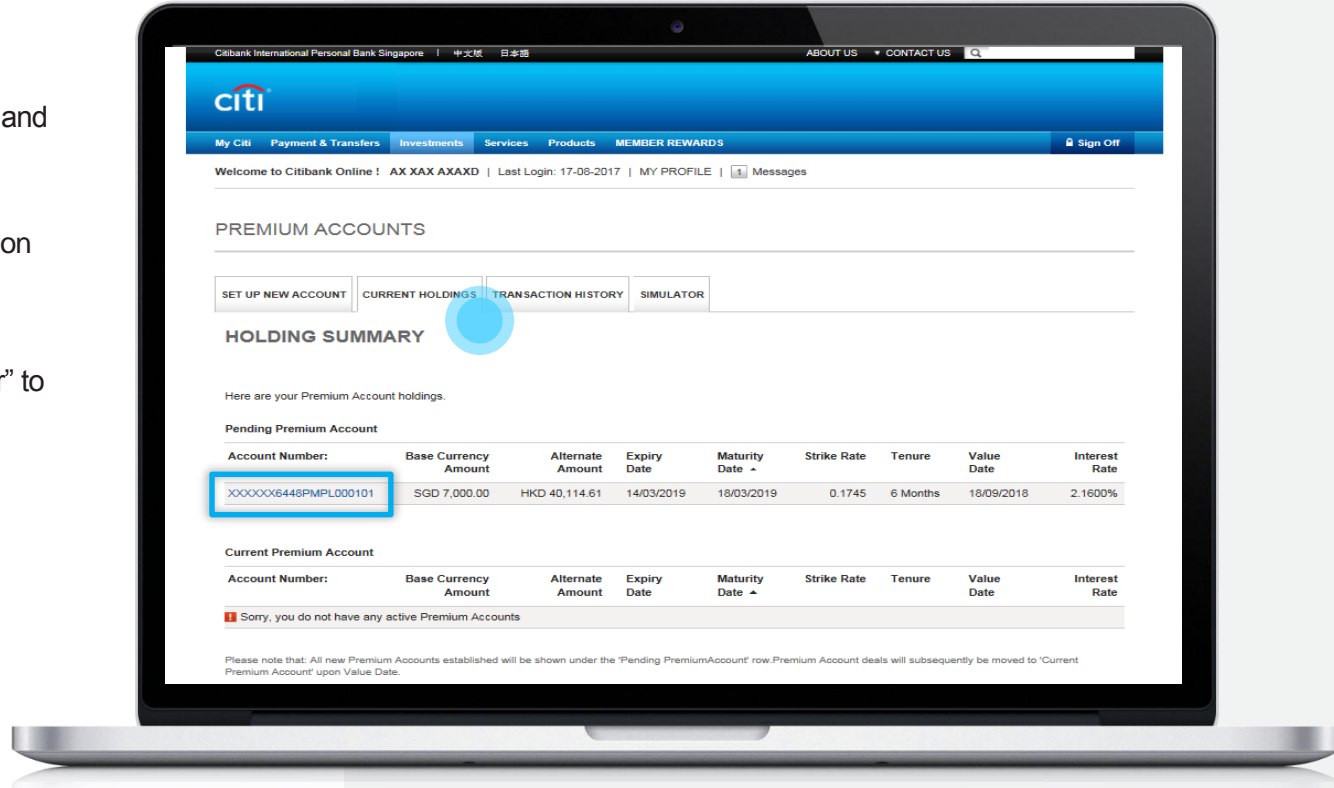 and
on
r” to
Citibank International Personal Bank Singapore | 中文版 日本語 ABOUT US ▼ CONTACT US
citi
My Citi Payment & Transfers Investments Services Products MEMBER REWARDS Sign Off
Welcome to Citibank Online ! AX XAX AXAXD | Last Login: 17-08-2017 | MY PROFILE | 1 Messages
PREMIUM ACCOUNTS
SET UP NEW ACCOUNT CURRENT HOLDINGS TRANSACTION HISTORY SIMULATOR
HOLDING SUMMARY
Here are your Premium Account holdings.
Pending Premium Account
Account Number: Base Currency Alternate Expiry Maturity Strike Rate Tenure Value Interest
Amount Amount Date Date ▲ Date Rate
XXXXXX6448PMPL000101 SGD 7,000.00 HKD 40,114.61 14/03/2019 18/03/2019 0.1745 6 Months 18/09/2018 2.1600%
Current Premium Account
Account Number: Base Currency Alternate Expiry Maturity Strike Rate Tenure Value Interest
Amount Amount Date Date ▲ Date Rate
! Sorry, you do not have any active Premium Accounts
Please note that: All new Premium Accounts established will be shown under the 'Pending PremiumAccount' row.Premium Account deals will subsequently be moved to 'Current
Premium Account' upon Value Date.